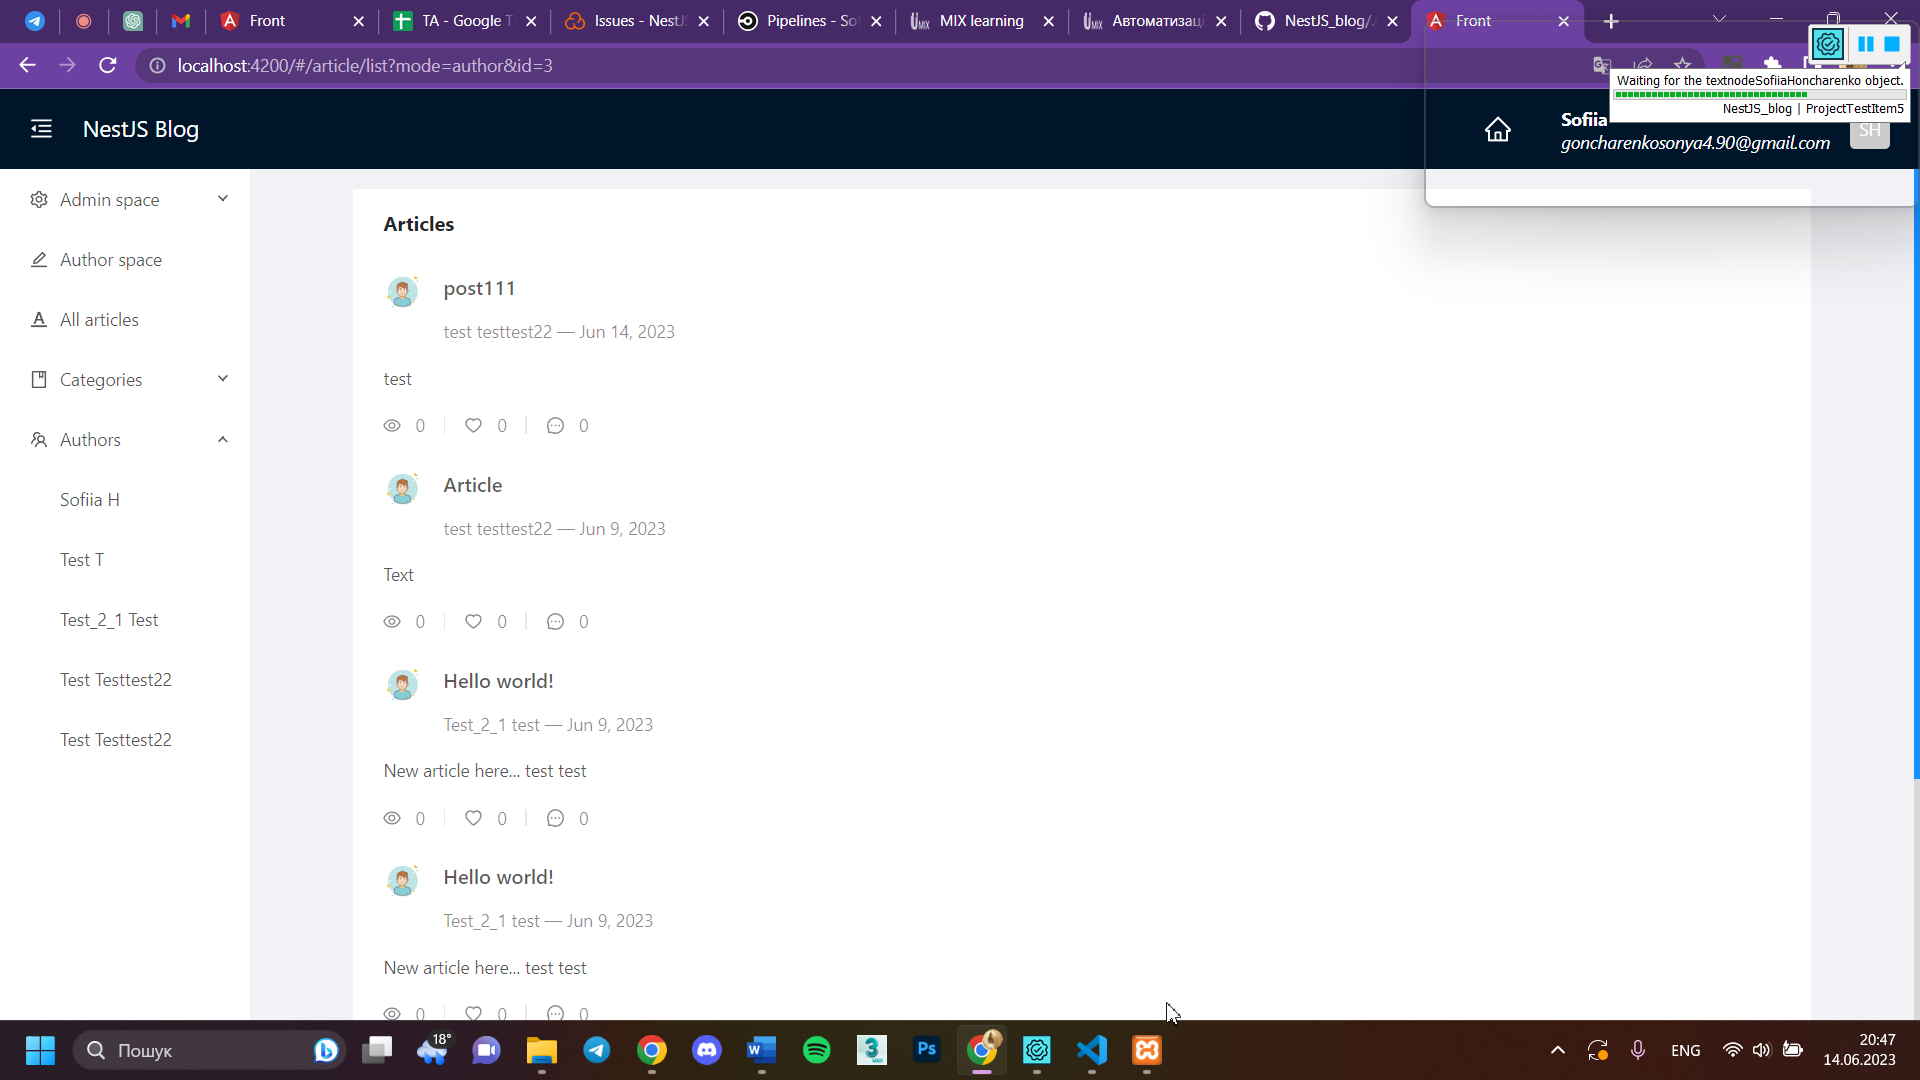 Front
TA - Google T
Issues - NestJS
Pipelines - So
MIX learning
Автоматизаці
NestJS_blog/.
Front
localhost:4200/#/article/list?mode=author&id=3
Waiting for the textnodeSofiiaHoncharenko object.
NestJS_blog | ProjectTestItem5
NestJS Blog
Sofiia
goncharenkosonya4.90@gmail.com
SH
Admin space
Author space
All articles
Categories
Authors
Sofiia H
Test T
Test_2_1 Test
Test Testtest22
Test Testtest22
Articles
post111
test testtest22 — Jun 14, 2023
test
0 0 0
Article
test testtest22 — Jun 9, 2023
Text
0 0 0
Hello world!
Test_2_1 test — Jun 9, 2023
New article here... test test
0 0 0
Hello world!
Test_2_1 test — Jun 9, 2023
New article here... test test
0 0 0
Пошук
18°
ENG
20:47
14.06.2023